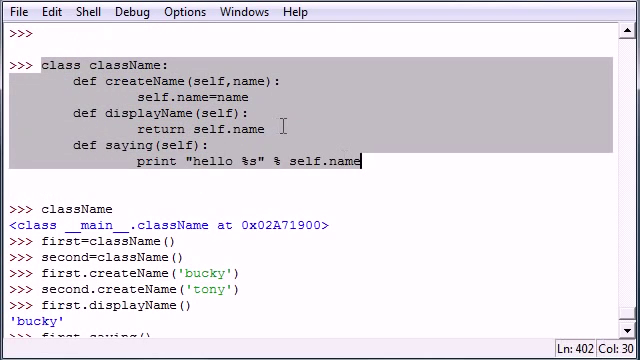 File Edit Shell Debug Options Windows Help
>>>
>>> class className:
def createName(self,name):
self.name=name
def displayName(self):
return self.name
def saying(self):
print "hello %s" % self.name
>>> className
<class __main__.className at 0x02A71900>
>>> first=className()
>>> second=className()
>>> first.createName('bucky')
>>> second.createName('tony')
>>> first.displayName()
'bucky'
>>> first.saying()
Ln: 402 Col: 30